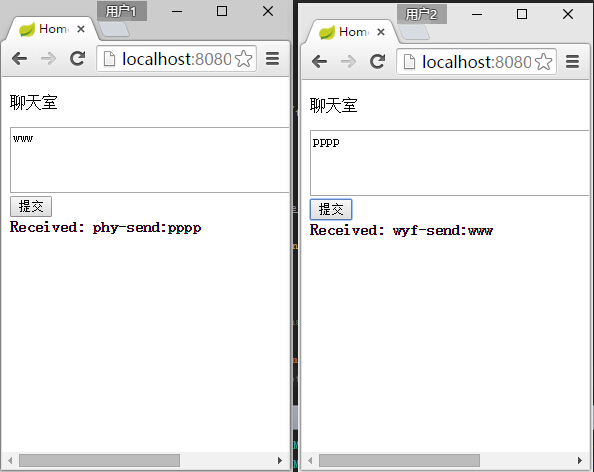 用户1
Home
localhost:8080
聊天室
www
提交
Received: phy-send:pppp
用户2
Home
localhost:8080
聊天室
pppp
提交
Received: wyf-send:www